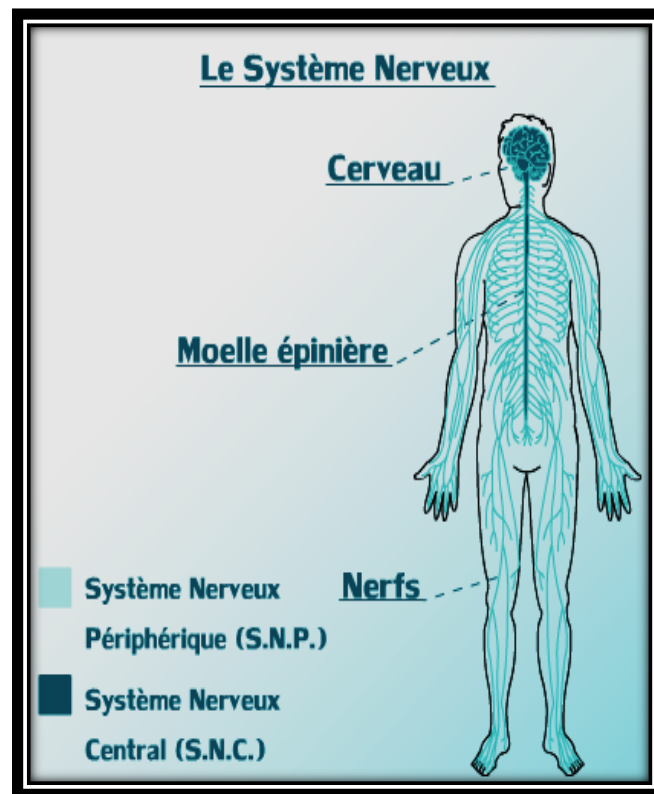 Le Système Nerveux
Cerveau
Moelle épinière
Nerfs
Système Nerveux
Périphérique (S.N.P.)
Système Nerveux
Central (S.N.C.)